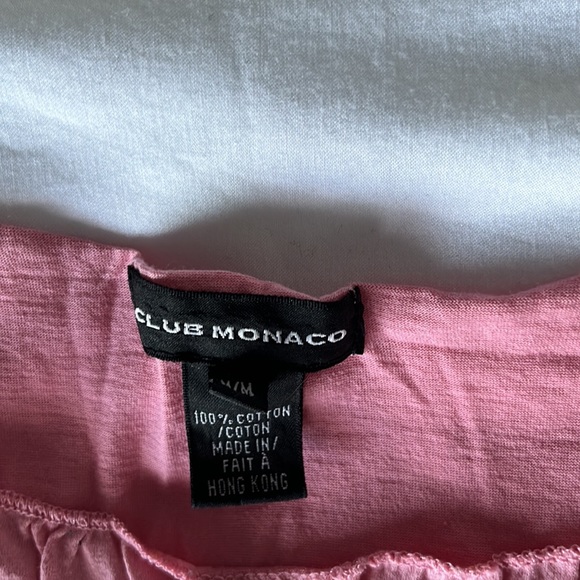 CLUB MONACO
M/M
100% COTTON
/COTON
MADE IN/
FAIT À
HONG KONG